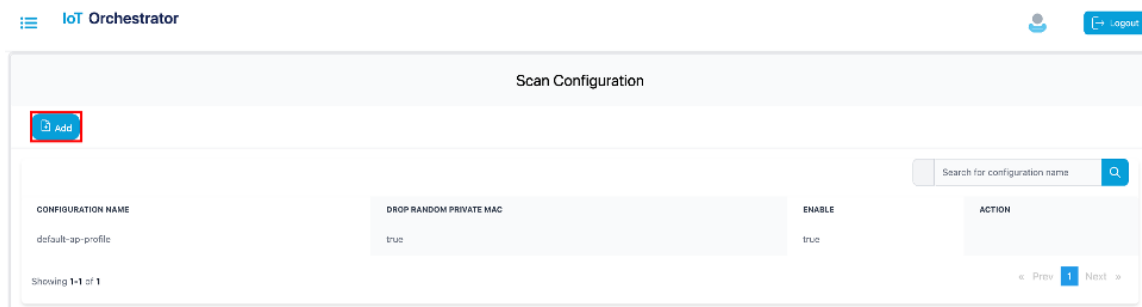 IoT Orchestrator
Logout
Scan Configuration
Add
Search for configuration name
CONFIGURATION NAME DROP RANDOM PRIVATE MAC ENABLE ACTION
default-ap-profile true true
Showing 1-1 of 1 « Prev 1 Next »